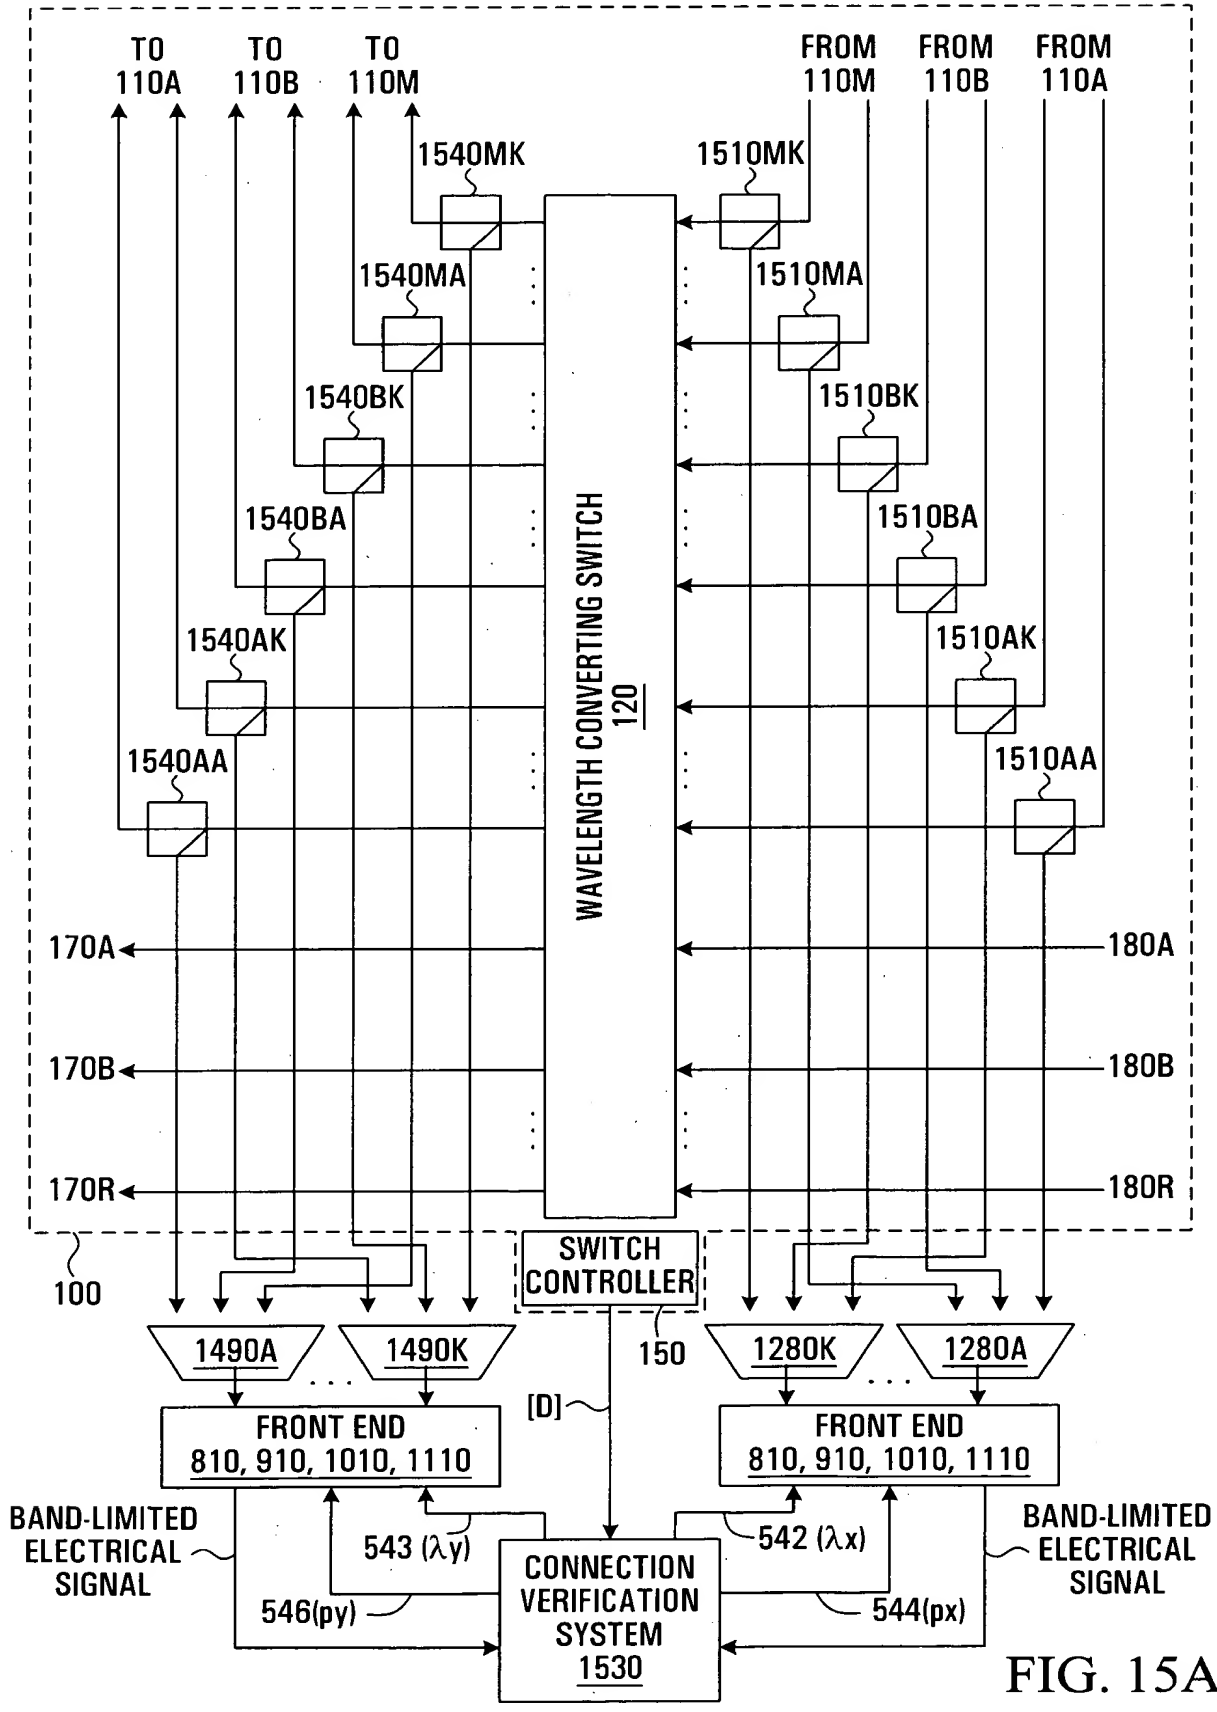 TO 110A
TO 110B
TO 110M
FROM 110M
FROM 110B
FROM 110A
1540MK
1510MK
1540MA
1510MA
1540BK
1510BK
1540BA
1510BA
1540AK
1510AK
1540AA
1510AA
WAVELENGTH CONVERTING SWITCH
120
170A
180A
170B
180B
170R
180R
100
SWITCH
CONTROLLER
150
1490A
1490K
1280K
1280A
[D]
FRONT END
810, 910, 1010, 1110
FRONT END
810, 910, 1010, 1110
BAND-LIMITED
ELECTRICAL
SIGNAL
543 (λy)
542 (λx)
BAND-LIMITED
ELECTRICAL
SIGNAL
546(py)
544(px)
CONNECTION
VERIFICATION
SYSTEM
1530
FIG. 15A